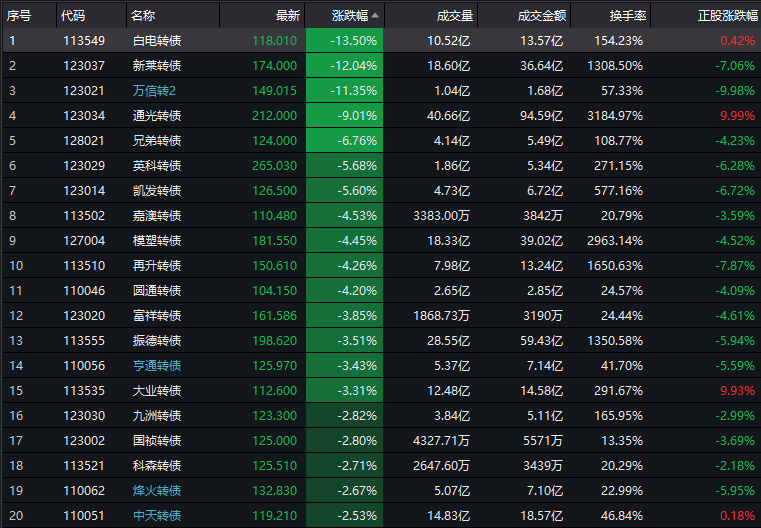 序号 代码 名称 最新 涨跌幅 成交量 成交金额 换手率 正股涨跌幅
1 113549 白电转债 118.010 -13.50% 10.52亿 13.57亿 154.23% 0.42%
2 123037 新莱转债 174.000 -12.04% 18.60亿 36.64亿 1308.50% -7.06%
3 123021 万信转2 149.015 -11.35% 1.04亿 1.68亿 57.33% -9.98%
4 123034 通光转债 212.000 -9.01% 40.66亿 94.59亿 3184.97% 9.99%
5 128021 兄弟转债 124.000 -6.76% 4.14亿 5.49亿 108.77% -4.23%
6 123029 英科转债 265.030 -5.68% 1.86亿 5.34亿 271.15% -6.28%
7 123014 凯发转债 126.500 -5.60% 4.73亿 6.72亿 577.16% -6.72%
8 113502 嘉澳转债 110.480 -4.53% 3383.00万 3842万 20.79% -3.59%
9 127004 模塑转债 181.550 -4.45% 18.33亿 39.02亿 2963.14% -4.52%
10 113510 再升转债 150.610 -4.26% 7.98亿 13.24亿 1650.63% -7.87%
11 110046 圆通转债 104.150 -4.20% 2.65亿 2.85亿 24.57% -4.09%
12 123020 富祥转债 161.586 -3.85% 1868.73万 3190万 24.44% -4.61%
13 113555 振德转债 198.620 -3.51% 28.55亿 59.43亿 1350.58% -5.94%
14 110056 亨通转债 125.970 -3.43% 5.37亿 7.14亿 41.70% -5.59%
15 113535 大业转债 112.600 -3.31% 12.48亿 14.58亿 291.67% 9.93%
16 123030 九洲转债 123.300 -2.82% 3.84亿 5.11亿 165.95% -2.99%
17 123002 国祯转债 125.000 -2.80% 4327.71万 5571万 13.35% -3.69%
18 113521 科森转债 125.510 -2.71% 2647.60万 3439万 20.29% -2.18%
19 110062 烽火转债 132.830 -2.67% 5.07亿 7.10亿 22.99% -5.95%
20 110051 中天转债 119.210 -2.53% 14.83亿 18.57亿 46.84% 0.18%